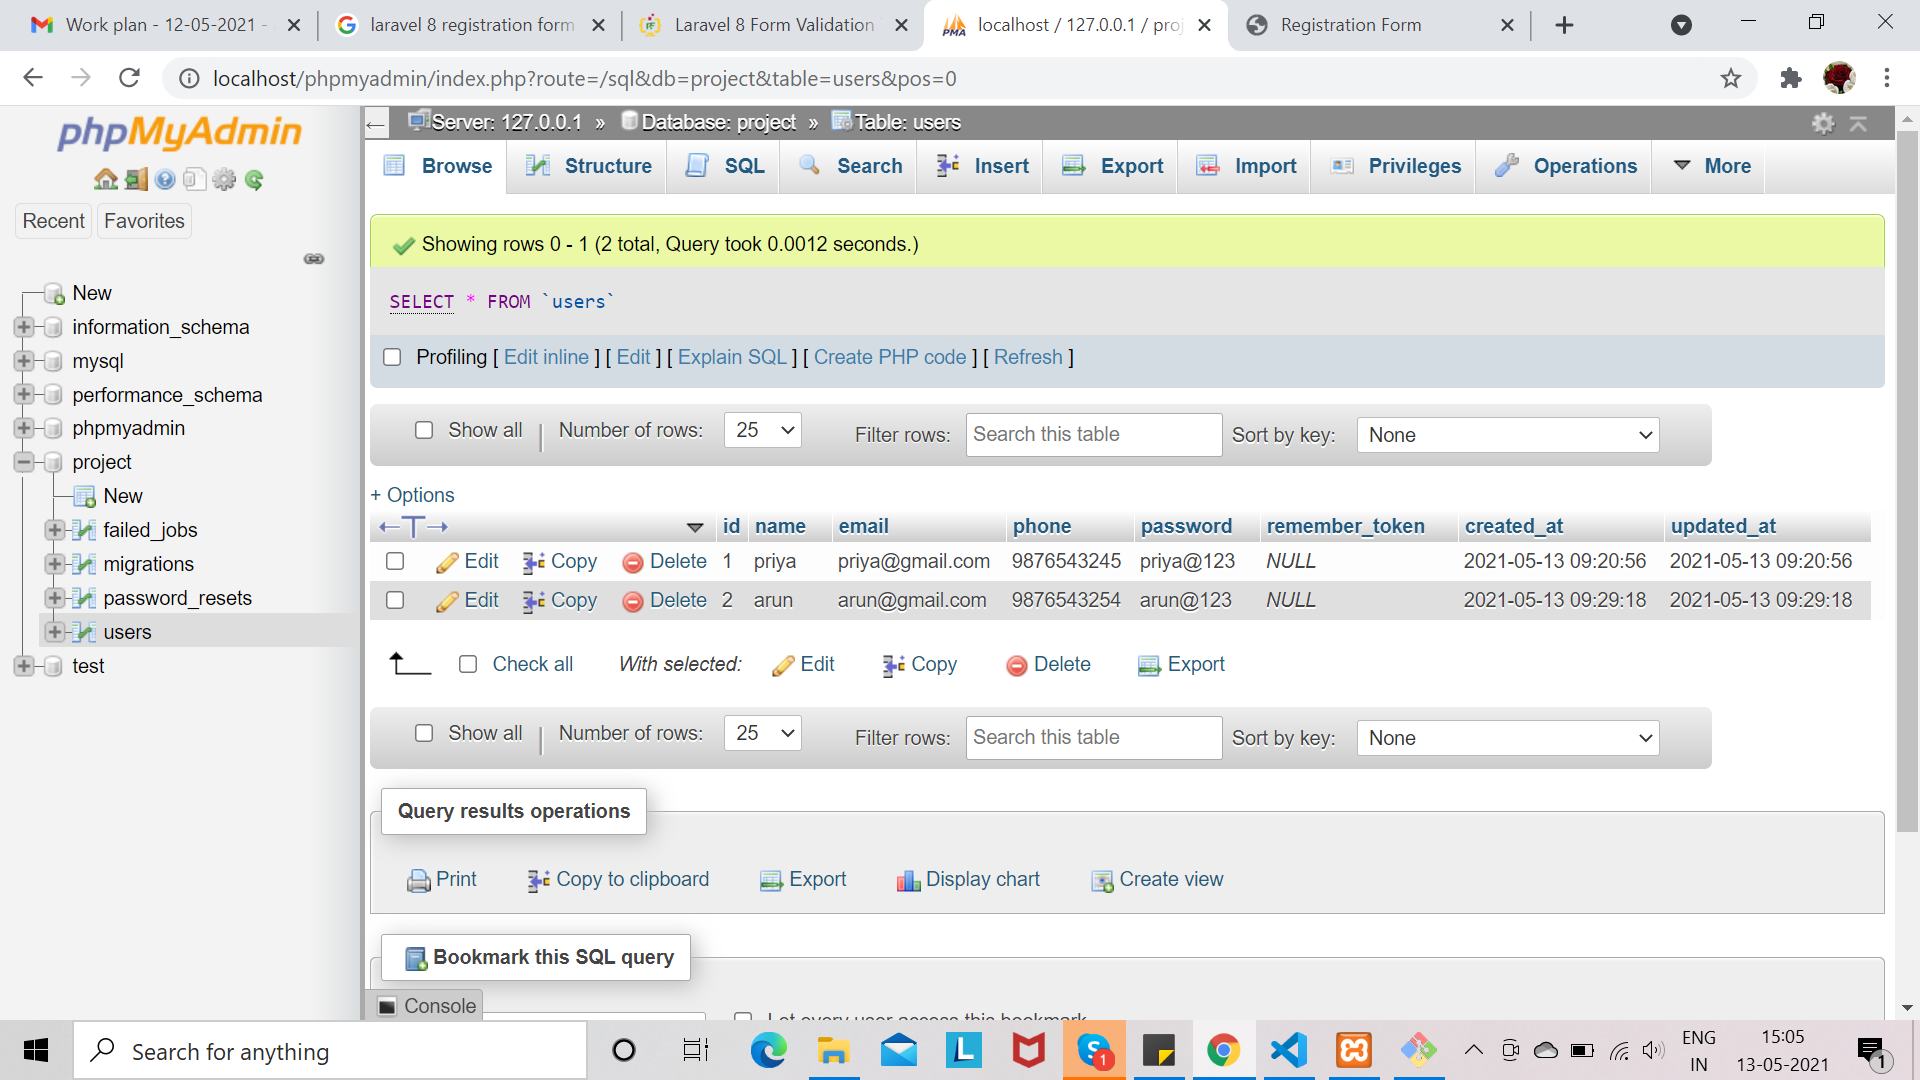 Work plan - 12-05-2021 -
laravel 8 registration form
Laravel 8 Form Validation
localhost / 127.0.0.1 / proj
Registration Form
localhost/phpmyadmin/index.php?route=/sql&db=project&table=users&pos=0
phpMyAdmin
Recent Favorites
New
information_schema
mysql
performance_schema
phpmyadmin
project
New
failed_jobs
migrations
password_resets
users
test
Server: 127.0.0.1 » Database: project » Table: users
Browse Structure SQL Search Insert Export Import Privileges Operations More
Showing rows 0 - 1 (2 total, Query took 0.0012 seconds.)
SELECT * FROM `users`
Profiling [ Edit inline ] [ Edit ] [ Explain SQL ] [ Create PHP code ] [ Refresh ]
Show all Number of rows: 25 Filter rows: Search this table Sort by key: None
+ Options
id name email phone password remember_token created_at updated_at
Edit Copy Delete 1 priya priya@gmail.com 9876543245 priya@123 NULL 2021-05-13 09:20:56 2021-05-13 09:20:56
Edit Copy Delete 2 arun arun@gmail.com 9876543254 arun@123 NULL 2021-05-13 09:29:18 2021-05-13 09:29:18
Check all With selected: Edit Copy Delete Export
Show all Number of rows: 25 Filter rows: Search this table Sort by key: None
Query results operations
Print Copy to clipboard Export Display chart Create view
Bookmark this SQL query
Console
Let every user access this bookmark
Search for anything
ENG
IN
15:05
13-05-2021
1
1